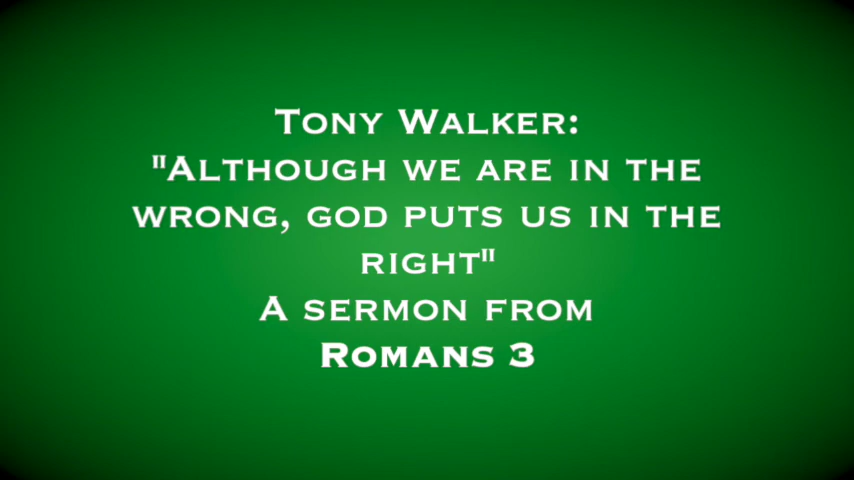 Tony Walker:
"Although we are in the
wrong, god puts us in the
right"
A sermon from
Romans 3